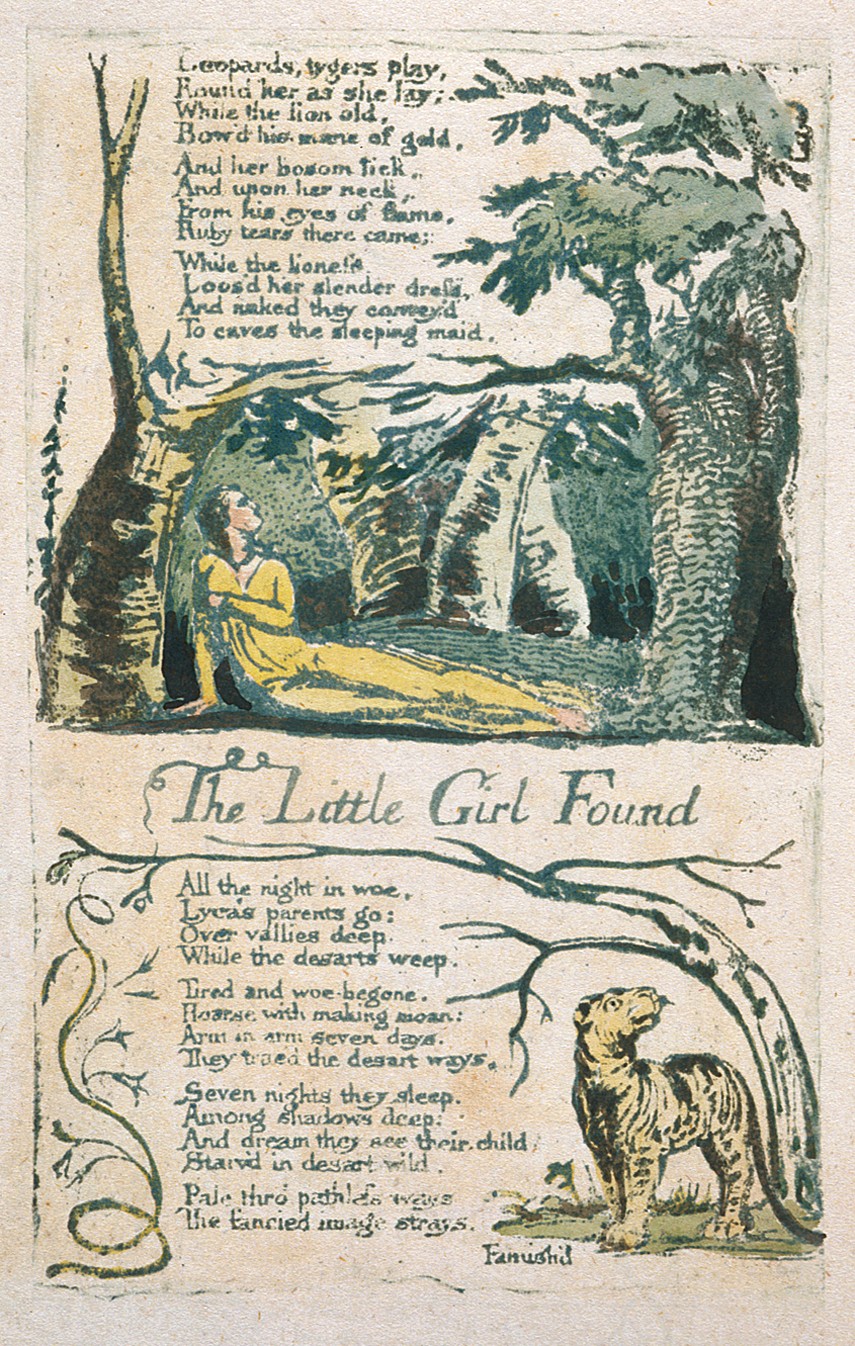 Leopards, tygers play,
Round her as she lay;
While the lion old,
Bow'd his mane of gold,
And her bosom lick,
And upon her neck,
From his eyes of flame,
Ruby tears there came;
While the lioness
Loos'd her slender dress,
And naked they convey'd
To caves the sleeping maid.
The Little Girl Found
All the night in woe,
Lyca's parents go:
Over vallies deep,
While the desarts weep.
Tired and woe-begone,
Hoarse with making moan:
Arm in arm seven days,
They trac'd the desart ways.
Seven nights they sleep,
Among shadows deep:
And dream they see their child
Starv'd in desart wild.
Pale thro' pathless ways
The fancied image strays.
Famish'd